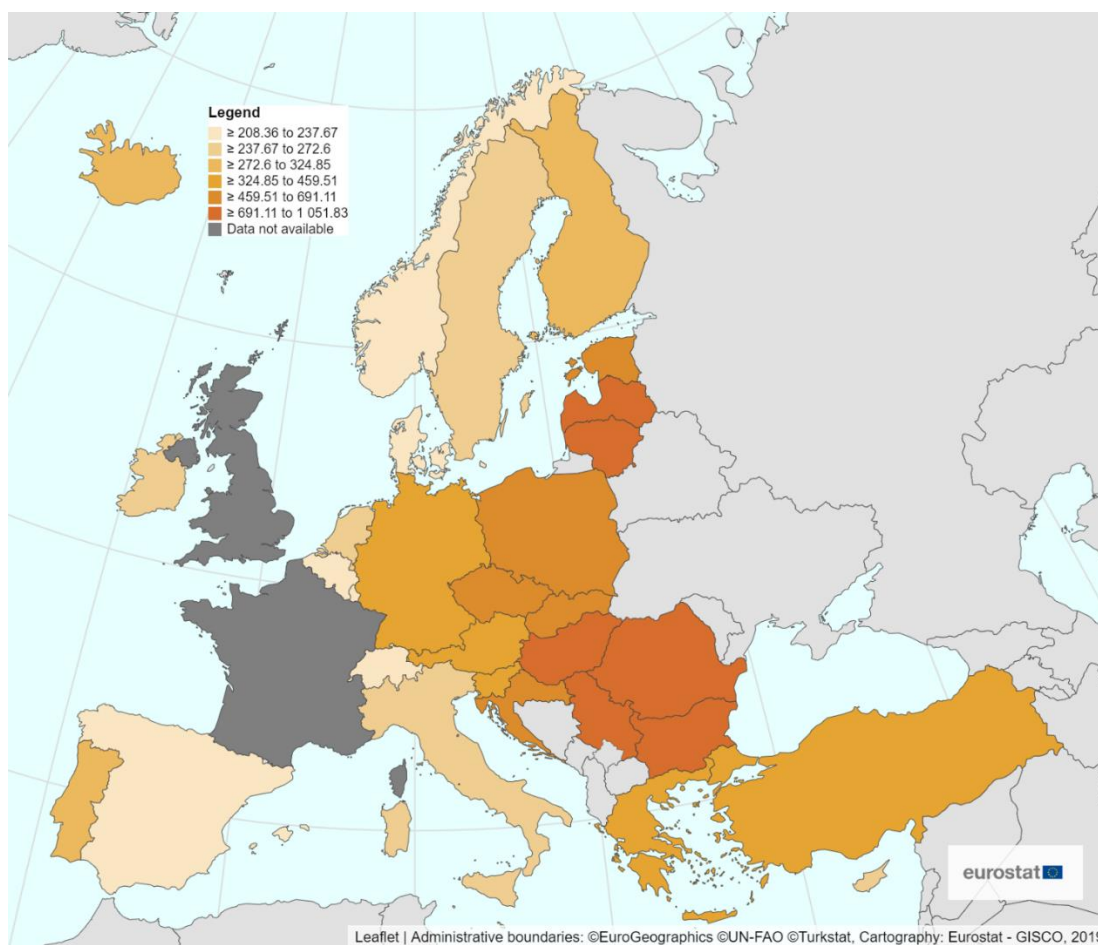 Legend
≥ 208.36 to 237.67
≥ 237.67 to 272.6
≥ 272.6 to 324.85
≥ 324.85 to 459.51
≥ 459.51 to 691.11
≥ 691.11 to 1 051.83
Data not available
eurostat
Leaflet | Administrative boundaries: ©EuroGeographics ©UN-FAO ©Turkstat, Cartography: Eurostat - GISCO, 2019